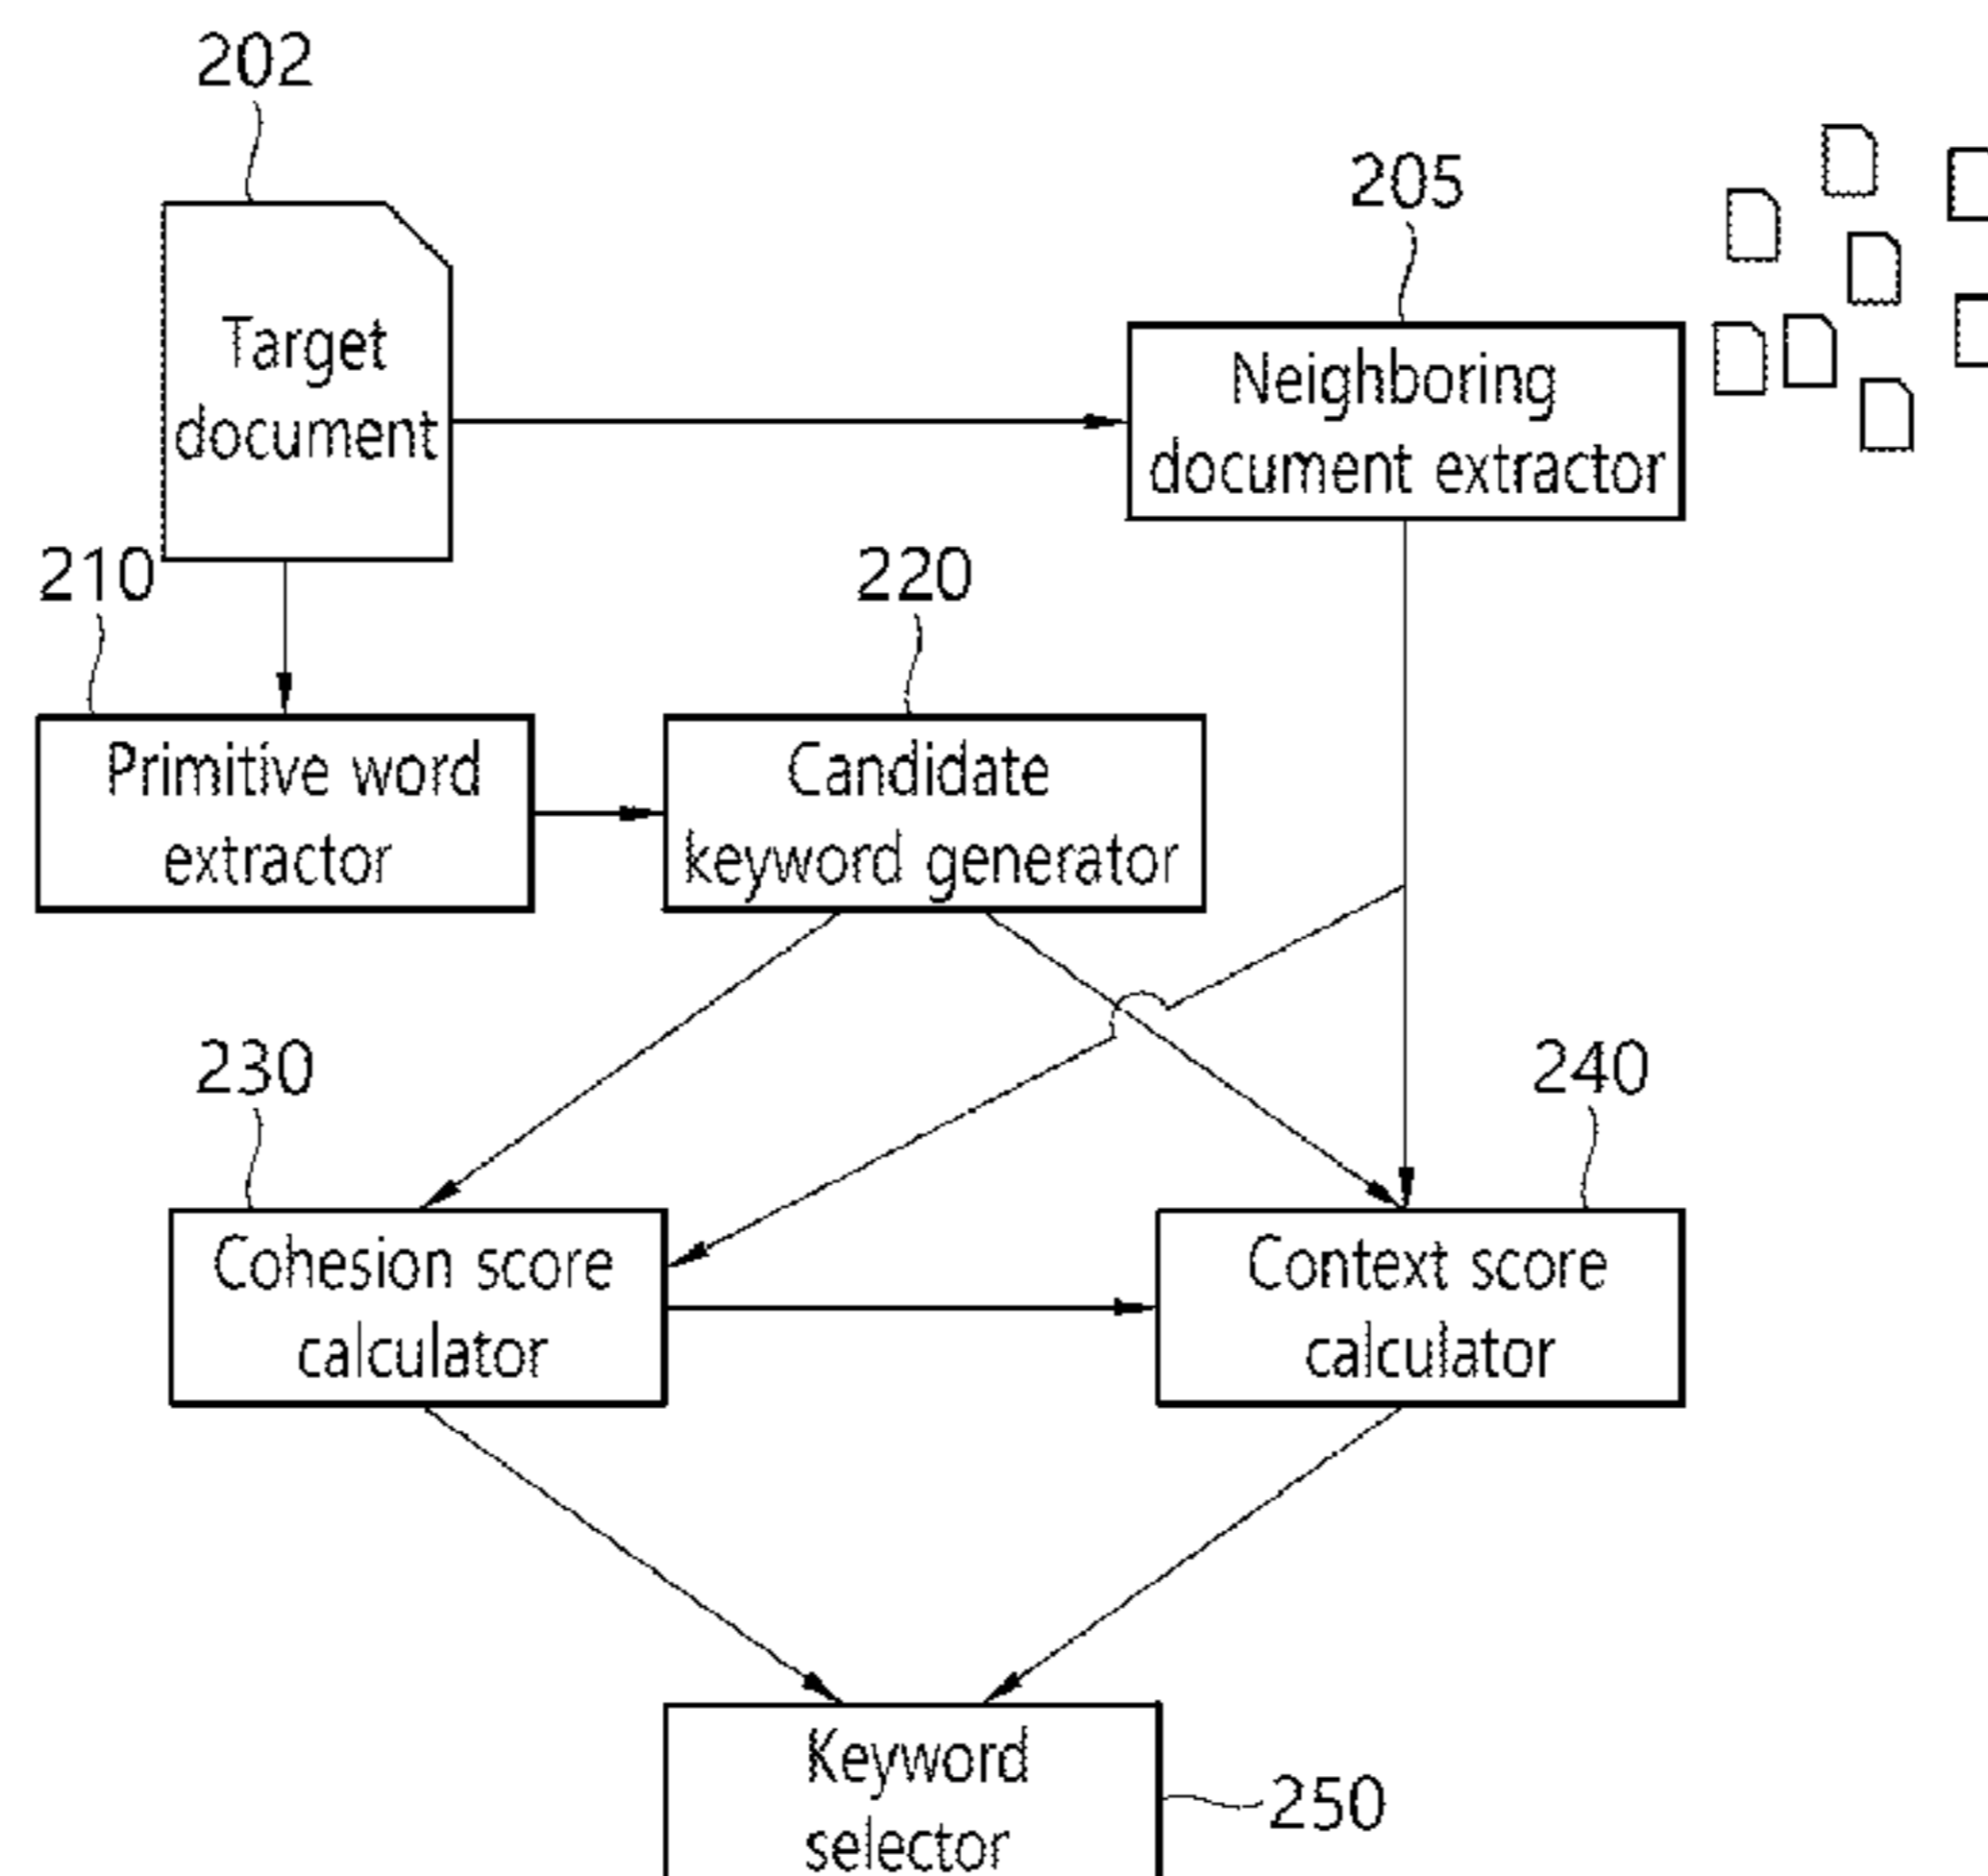 202
205
Target
document
Neighboring
document extractor
210
220
Primitive word
extractor
Candidate
keyword generator
230
240
Cohesion score
calculator
Context score
calculator
Keyword
selector
250